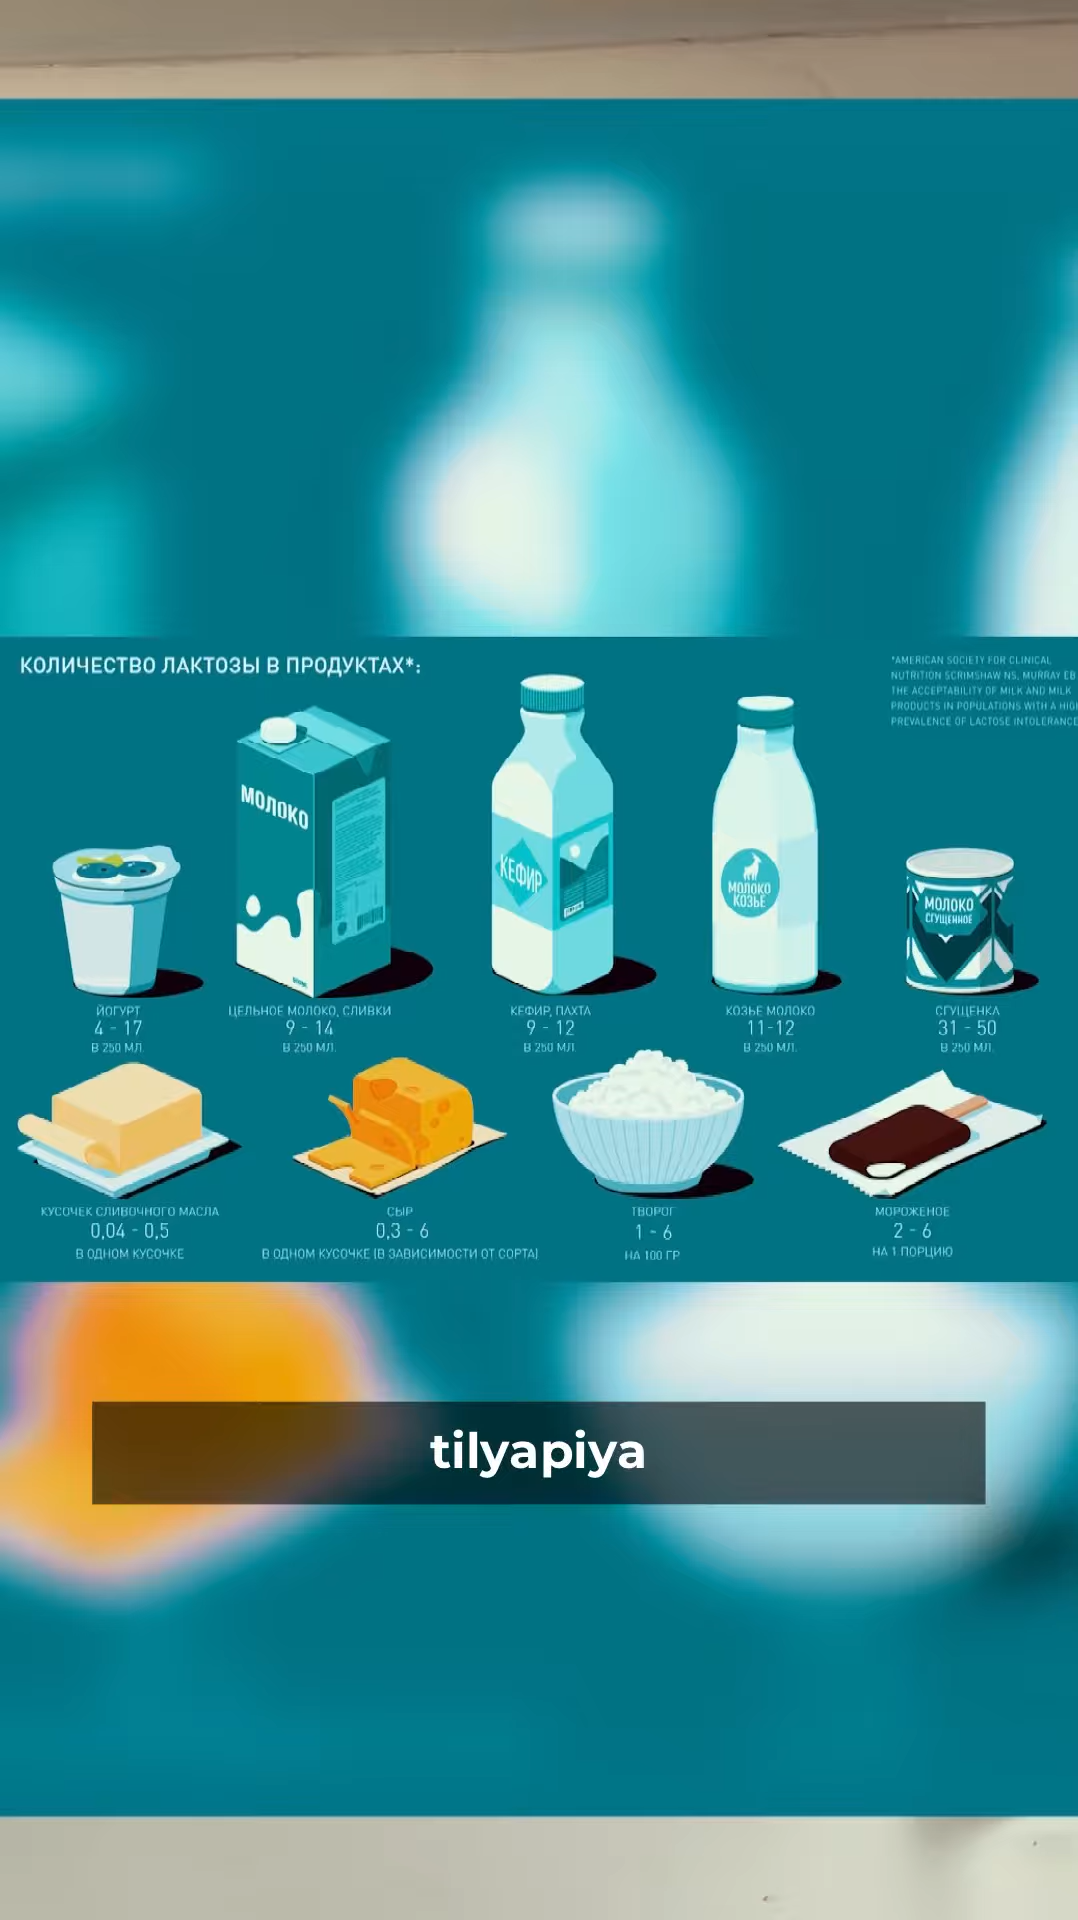 КОЛИЧЕСТВО ЛАКТОЗЫ В ПРОДУКТАХ*:
*AMERICAN SOCIETY FOR CLINICAL
NUTRITION SCRIMSHAW NS, MURRAY EB
THE ACCEPTABILITY OF MILK AND MILK
PRODUCTS IN POPULATIONS WITH A HIG
PREVALENCE OF LACTOSE INTOLERANCE
МОЛОКО
КЕФИР
МОЛОКО
КОЗЬЕ
МОЛОКО
СГУЩЕННОЕ
ЙОГУРТ
4 - 17
В 250 МЛ.
ЦЕЛЬНОЕ МОЛОКО, СЛИВКИ
9 - 14
В 250 МЛ.
КЕФИР, ПАХТА
9 - 12
В 250 МЛ.
КОЗЬЕ МОЛОКО
11-12
В 250 МЛ.
СГУЩЕНКА
31 - 50
В 250 МЛ.
КУСОЧЕК СЛИВОЧНОГО МАСЛА
0,04 - 0,5
В ОДНОМ КУСОЧКЕ
СЫР
0,3 - 6
В ОДНОМ КУСОЧКЕ (В ЗАВИСИМОСТИ ОТ СОРТА)
ТВОРОГ
1 - 6
НА 100 ГР
МОРОЖЕНОЕ
2 - 6
НА 1 ПОРЦИЮ
tilyapiya